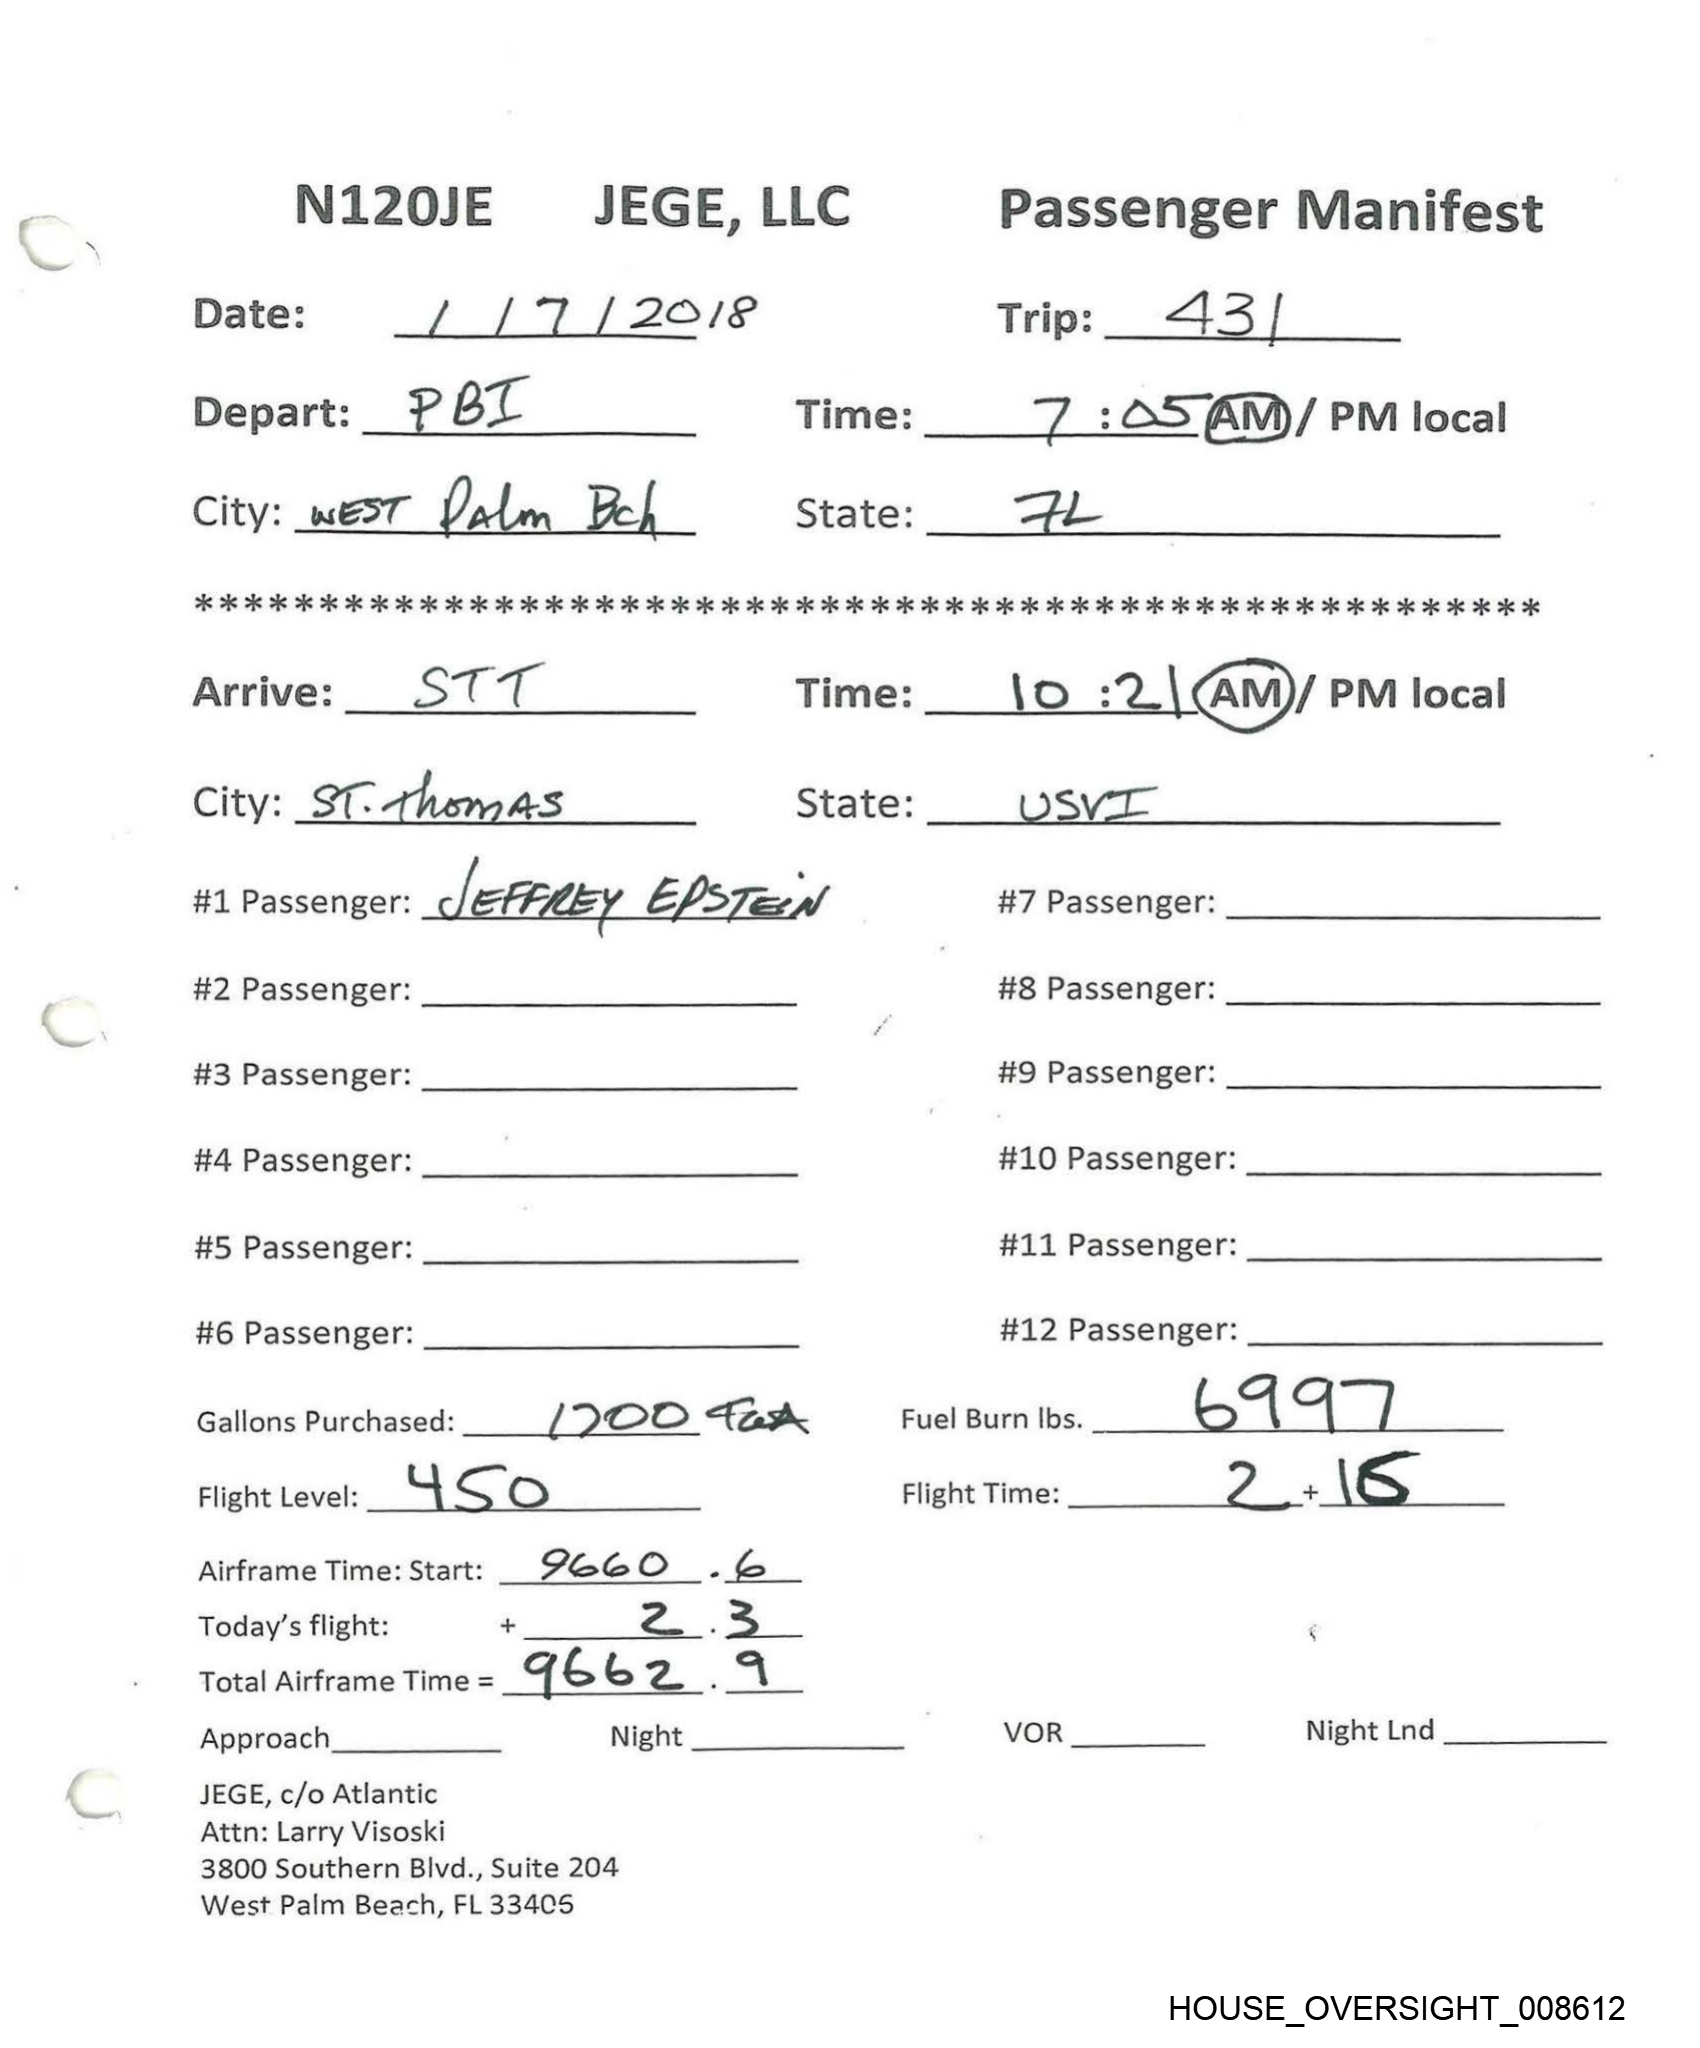 N120JE JEGE, LLC Passenger Manifest
Date: 1 / 7 / 2018 Trip: 431
Depart: PBI Time: 7 : 05 AM / PM local
City: WEST Palm Bch State: FL
*****************************************************
Arrive: STT Time: 10 : 21 AM / PM local
City: ST. Thomas State: USVI
#1 Passenger: JEFFREY EPSTEIN #7 Passenger:
#2 Passenger: #8 Passenger:
#3 Passenger: #9 Passenger:
#4 Passenger: #10 Passenger:
#5 Passenger: #11 Passenger:
#6 Passenger: #12 Passenger:
Gallons Purchased: 1200 Fuel Burn lbs. 6997
Flight Level: 450 Flight Time: 2 + 16
Airframe Time: Start: 9660 . 6
Today's flight: + 2 . 3
Total Airframe Time = 9662 . 9
Approach Night VOR Night Lnd
JEGE, c/o Atlantic
Attn: Larry Visoski
3800 Southern Blvd., Suite 204
West Palm Beach, FL 33406
HOUSE_OVERSIGHT_008612